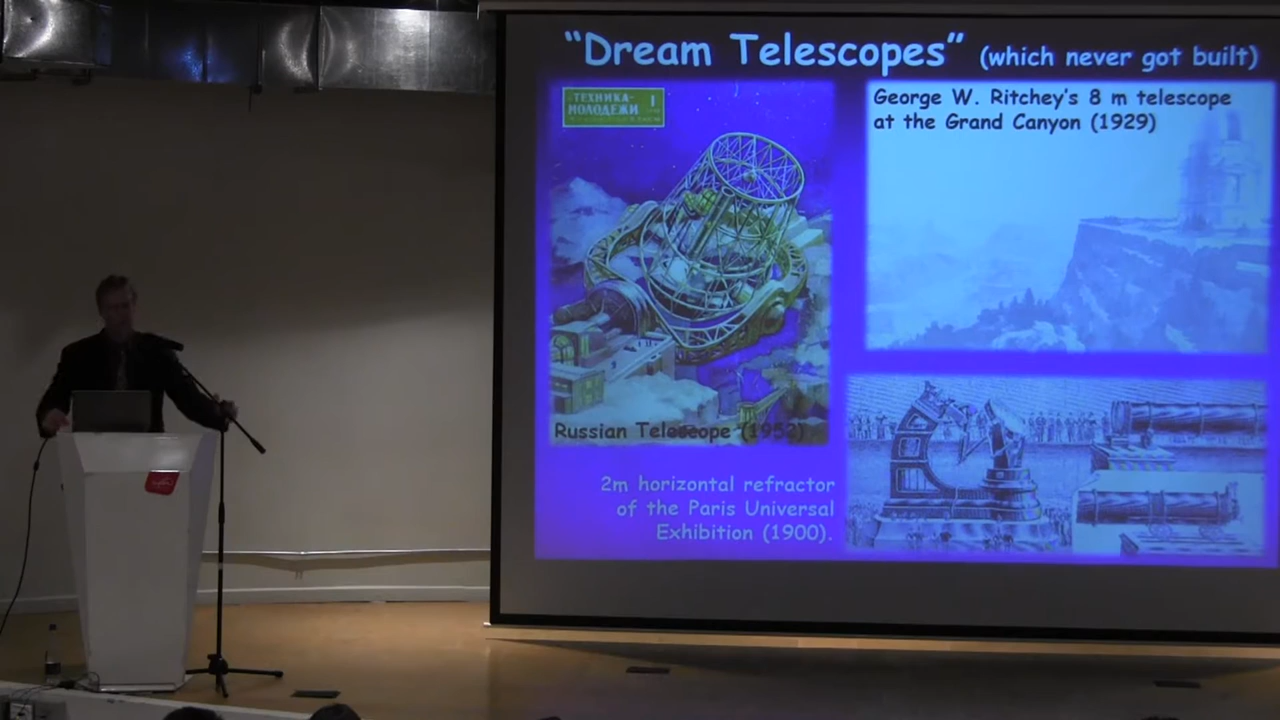 “Dream Telescopes” (which never got built)
ТЕХНИКА-
МОЛОДЕЖИ
1
George W. Ritchey's 8 m telescope
at the Grand Canyon (1929)
Russian Telescope (1952)
2m horizontal refractor
of the Paris Universal
Exhibition (1900).